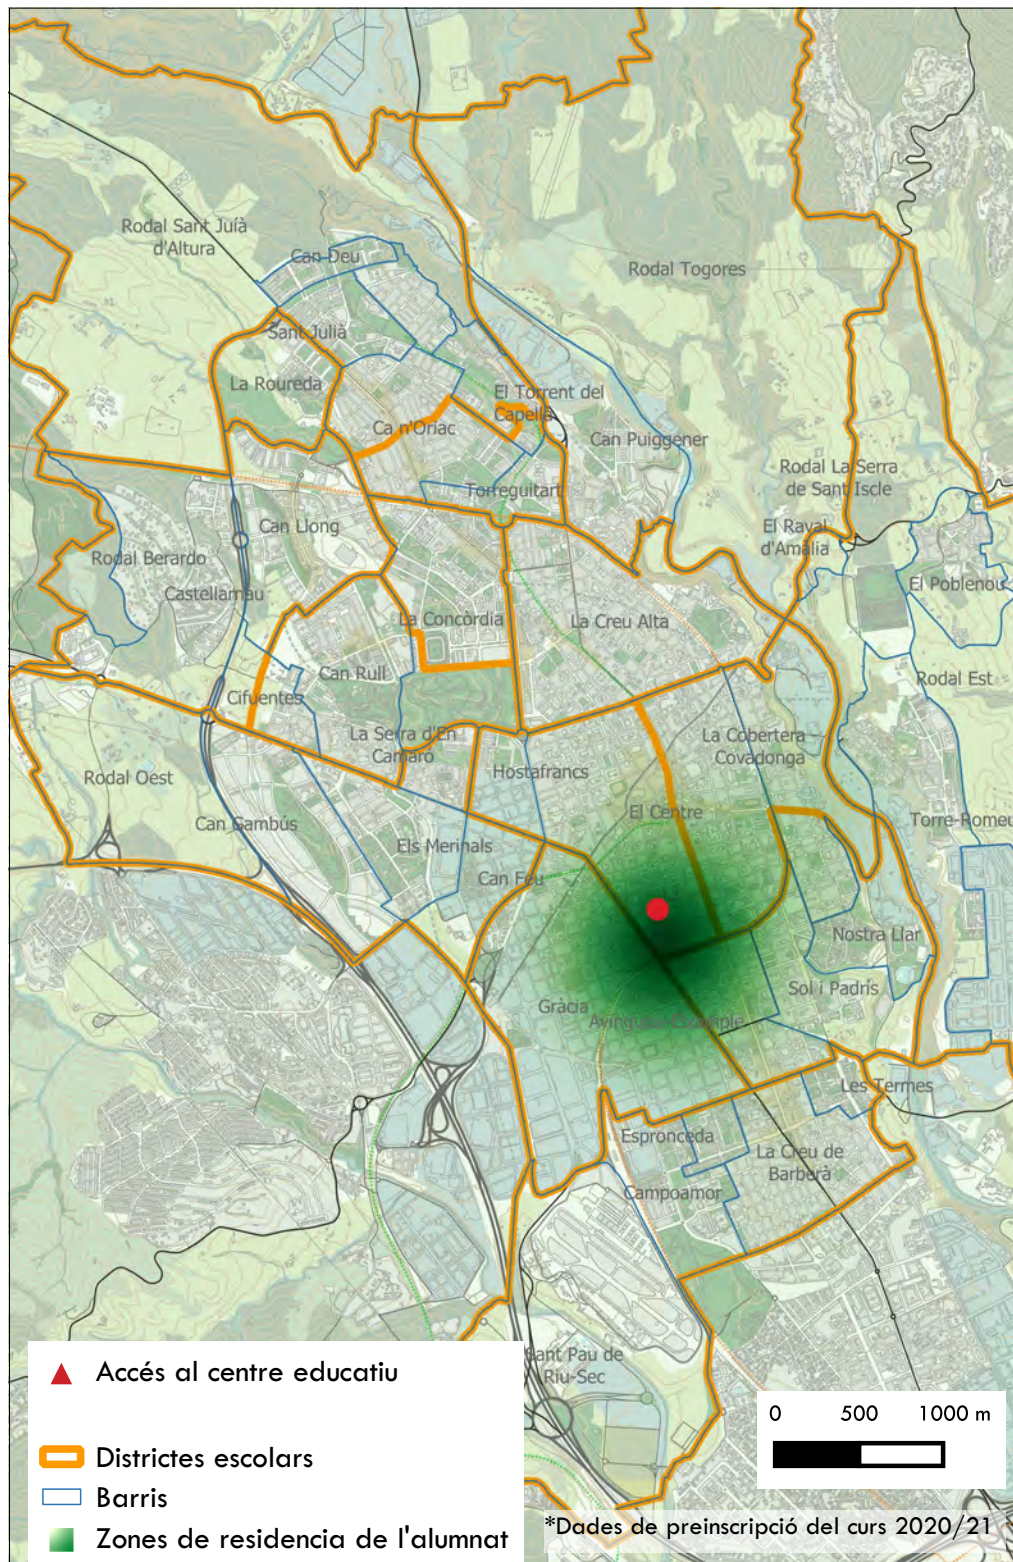 Rodal Sant Juíà
d'Altura
Can Deu
Rodal Togores
Sant Julià
La Roureda
El Torrent del
Capellà
Ca n'Oriac
Can Puiggener
Rodal La Serra
de Sant Iscle
Torreguitart
Can Llong
El Raval
d'Amàlia
Rodal Berardo
El Poblenou
Castellarnau
La Concòrdia
La Creu Alta
Can Rull
Rodal Est
Cifuentes
La Serra d'En
Camaró
La Cobertera
Covadonga
Hostafrancs
Rodal Oest
El Centre
Can Gambús
Torre-Romeu
Els Merinals
Can Feu
Nostra Llar
Sol i Padrís
Gràcia
Avinguda-Eixample
Les Termes
Espronceda
La Creu de
Barberà
Campoamor
Sant Pau de
Riu-Sec
Accés al centre educatiu
Districtes escolars
Barris
Zones de residencia de l'alumnat
0 500 1000 m
*Dades de preinscripció del curs 2020/21